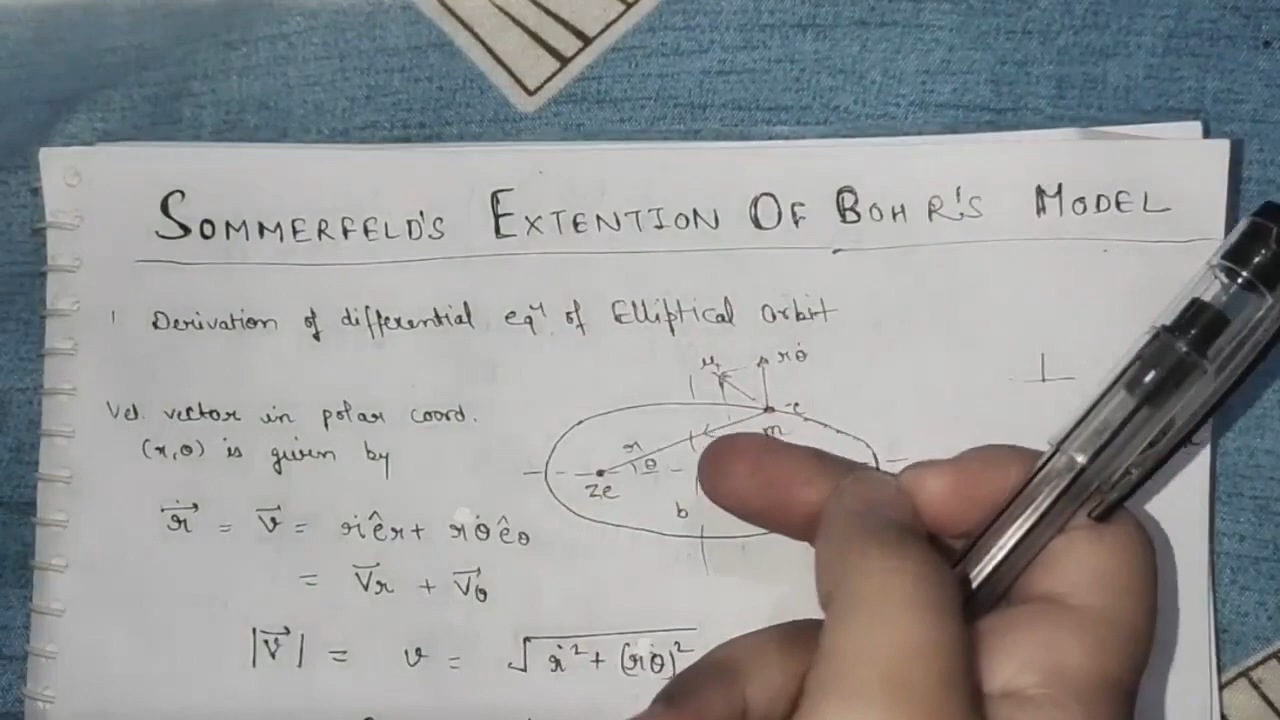 SOMMERFELD'S EXTENTION OF BOHR'S MODEL
1 Derivation of differential eqⁿ of Elliptical orbit
Vel. vector in polar coord.
(r,θ) is given by
rθ̇
-e
m
r
θ
Ze
b
r⃗̇ = v⃗ = ṙêr + rθ̇êθ
= V⃗r + V⃗θ
|V⃗| = v = √ṙ² + (rθ̇)²